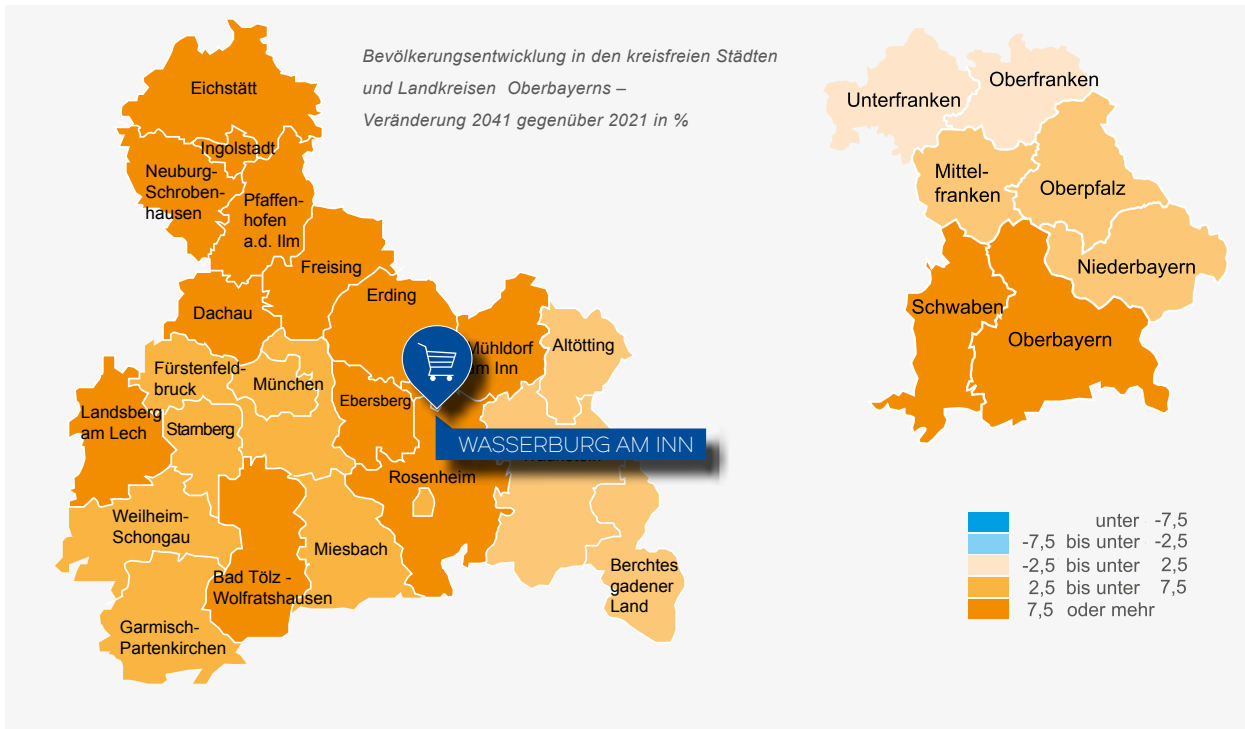 Bevölkerungsentwicklung in den kreisfreien Städten
und Landkreisen Oberbayerns –
Veränderung 2041 gegenüber 2021 in %
Eichstätt
Ingolstadt
Neuburg-
Schroben-
hausen
Pfaffen-
hofen
a.d. Ilm
Freising
Erding
Dachau
Mühldorf
am Inn
Altötting
Fürstenfeld-
bruck
München
Ebersberg
Landsberg
am Lech
Starnberg
WASSERBURG AM INN
Rosenheim
Weilheim-
Schongau
Miesbach
Bad Tölz -
Wolfratshausen
Berchtes
gadener
Land
Garmisch-
Partenkirchen
Unterfranken
Oberfranken
Mittel-
franken
Oberpfalz
Niederbayern
Schwaben
Oberbayern
unter -7,5
-7,5 bis unter -2,5
-2,5 bis unter 2,5
2,5 bis unter 7,5
7,5 oder mehr